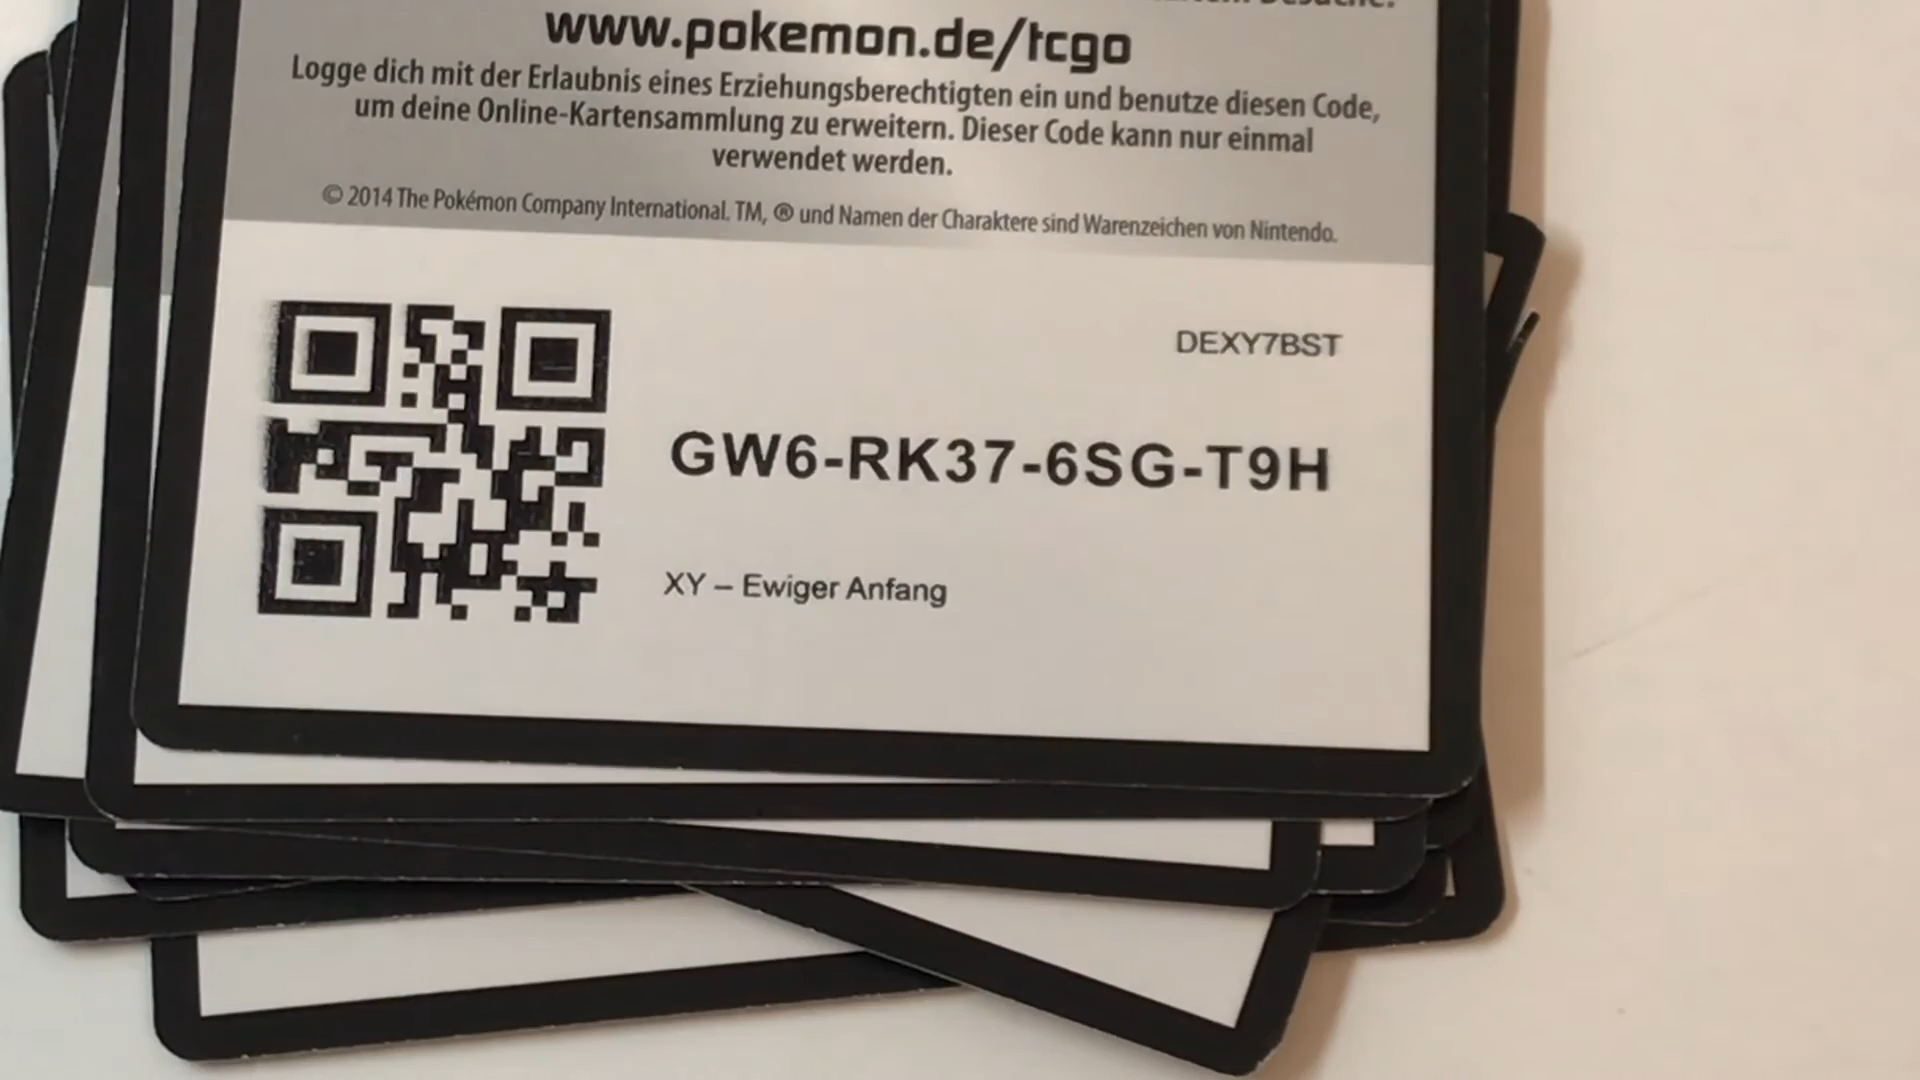 www.pokemon.de/tcgo
Logge dich mit der Erlaubnis eines Erziehungsberechtigten ein und benutze diesen Code,
um deine Online-Kartensammlung zu erweitern. Dieser Code kann nur einmal
verwendet werden.
© 2014 The Pokémon Company International. TM, ® und Namen der Charaktere sind Warenzeichen von Nintendo.
DEXY7BST
GW6-RK37-6SG-T9H
XY – Ewiger Anfang